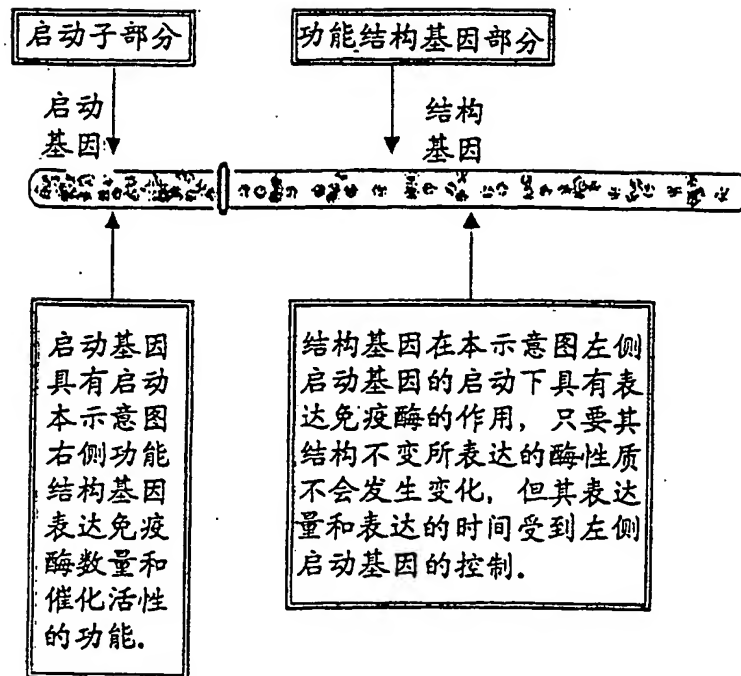 启动子部分
功能结构基因部分
启动
基因
结构
基因
启动基因
具有启动
本示意图
右侧功能
结构基因
表达免疫
酶数量和
催化活性
的功能.
结构基因在本示意图左侧
启动基因的启动下具有表
达免疫酶的作用, 只要其
结构不变所表达的酶性质
不会发生变化, 但其表达
量和表达的时间受到左侧
启动基因的控制.